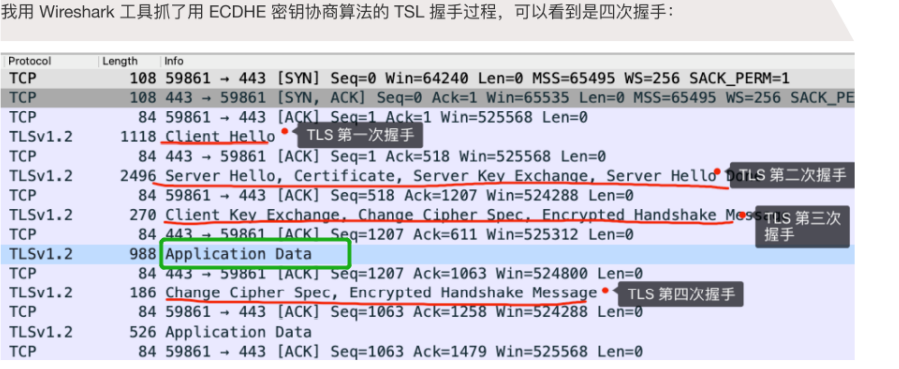 我用 Wireshark 工具抓了用 ECDHE 密钥协商算法的 TSL 握手过程，可以看到是四次握手：
Protocol Length Info
TCP 108 59861 → 443 [SYN] Seq=0 Win=64240 Len=0 MSS=65495 WS=256 SACK_PERM=1
TCP 108 443 → 59861 [SYN, ACK] Seq=0 Ack=1 Win=65535 Len=0 MSS=65495 WS=256 SACK_PE
TCP 84 59861 → 443 [ACK] Seq=1 Ack=1 Win=525568 Len=0
TLSv1.2 1118 Client Hello TLS 第一次握手
TCP 84 443 → 59861 [ACK] Seq=1 Ack=518 Win=525568 Len=0
TLSv1.2 2496 Server Hello, Certificate, Server Key Exchange, Server Hello TLS 第二次握手
TCP 84 59861 → 443 [ACK] Seq=518 Ack=1207 Win=524288 Len=0
TLSv1.2 270 Client Key Exchange, Change Cipher Spec, Encrypted Handshake Message TLS 第三次
握手
TCP 84 443 → 59861 [ACK] Seq=1207 Ack=611 Win=525312 Len=0
TLSv1.2 988 Application Data
TCP 84 443 → 59861 [ACK] Seq=1207 Ack=1063 Win=524800 Len=0
TLSv1.2 186 Change Cipher Spec, Encrypted Handshake Message TLS 第四次握手
TCP 84 59861 → 443 [ACK] Seq=1063 Ack=1258 Win=524288 Len=0
TLSv1.2 526 Application Data
TCP 84 59861 → 443 [ACK] Seq=1063 Ack=1479 Win=525568 Len=0